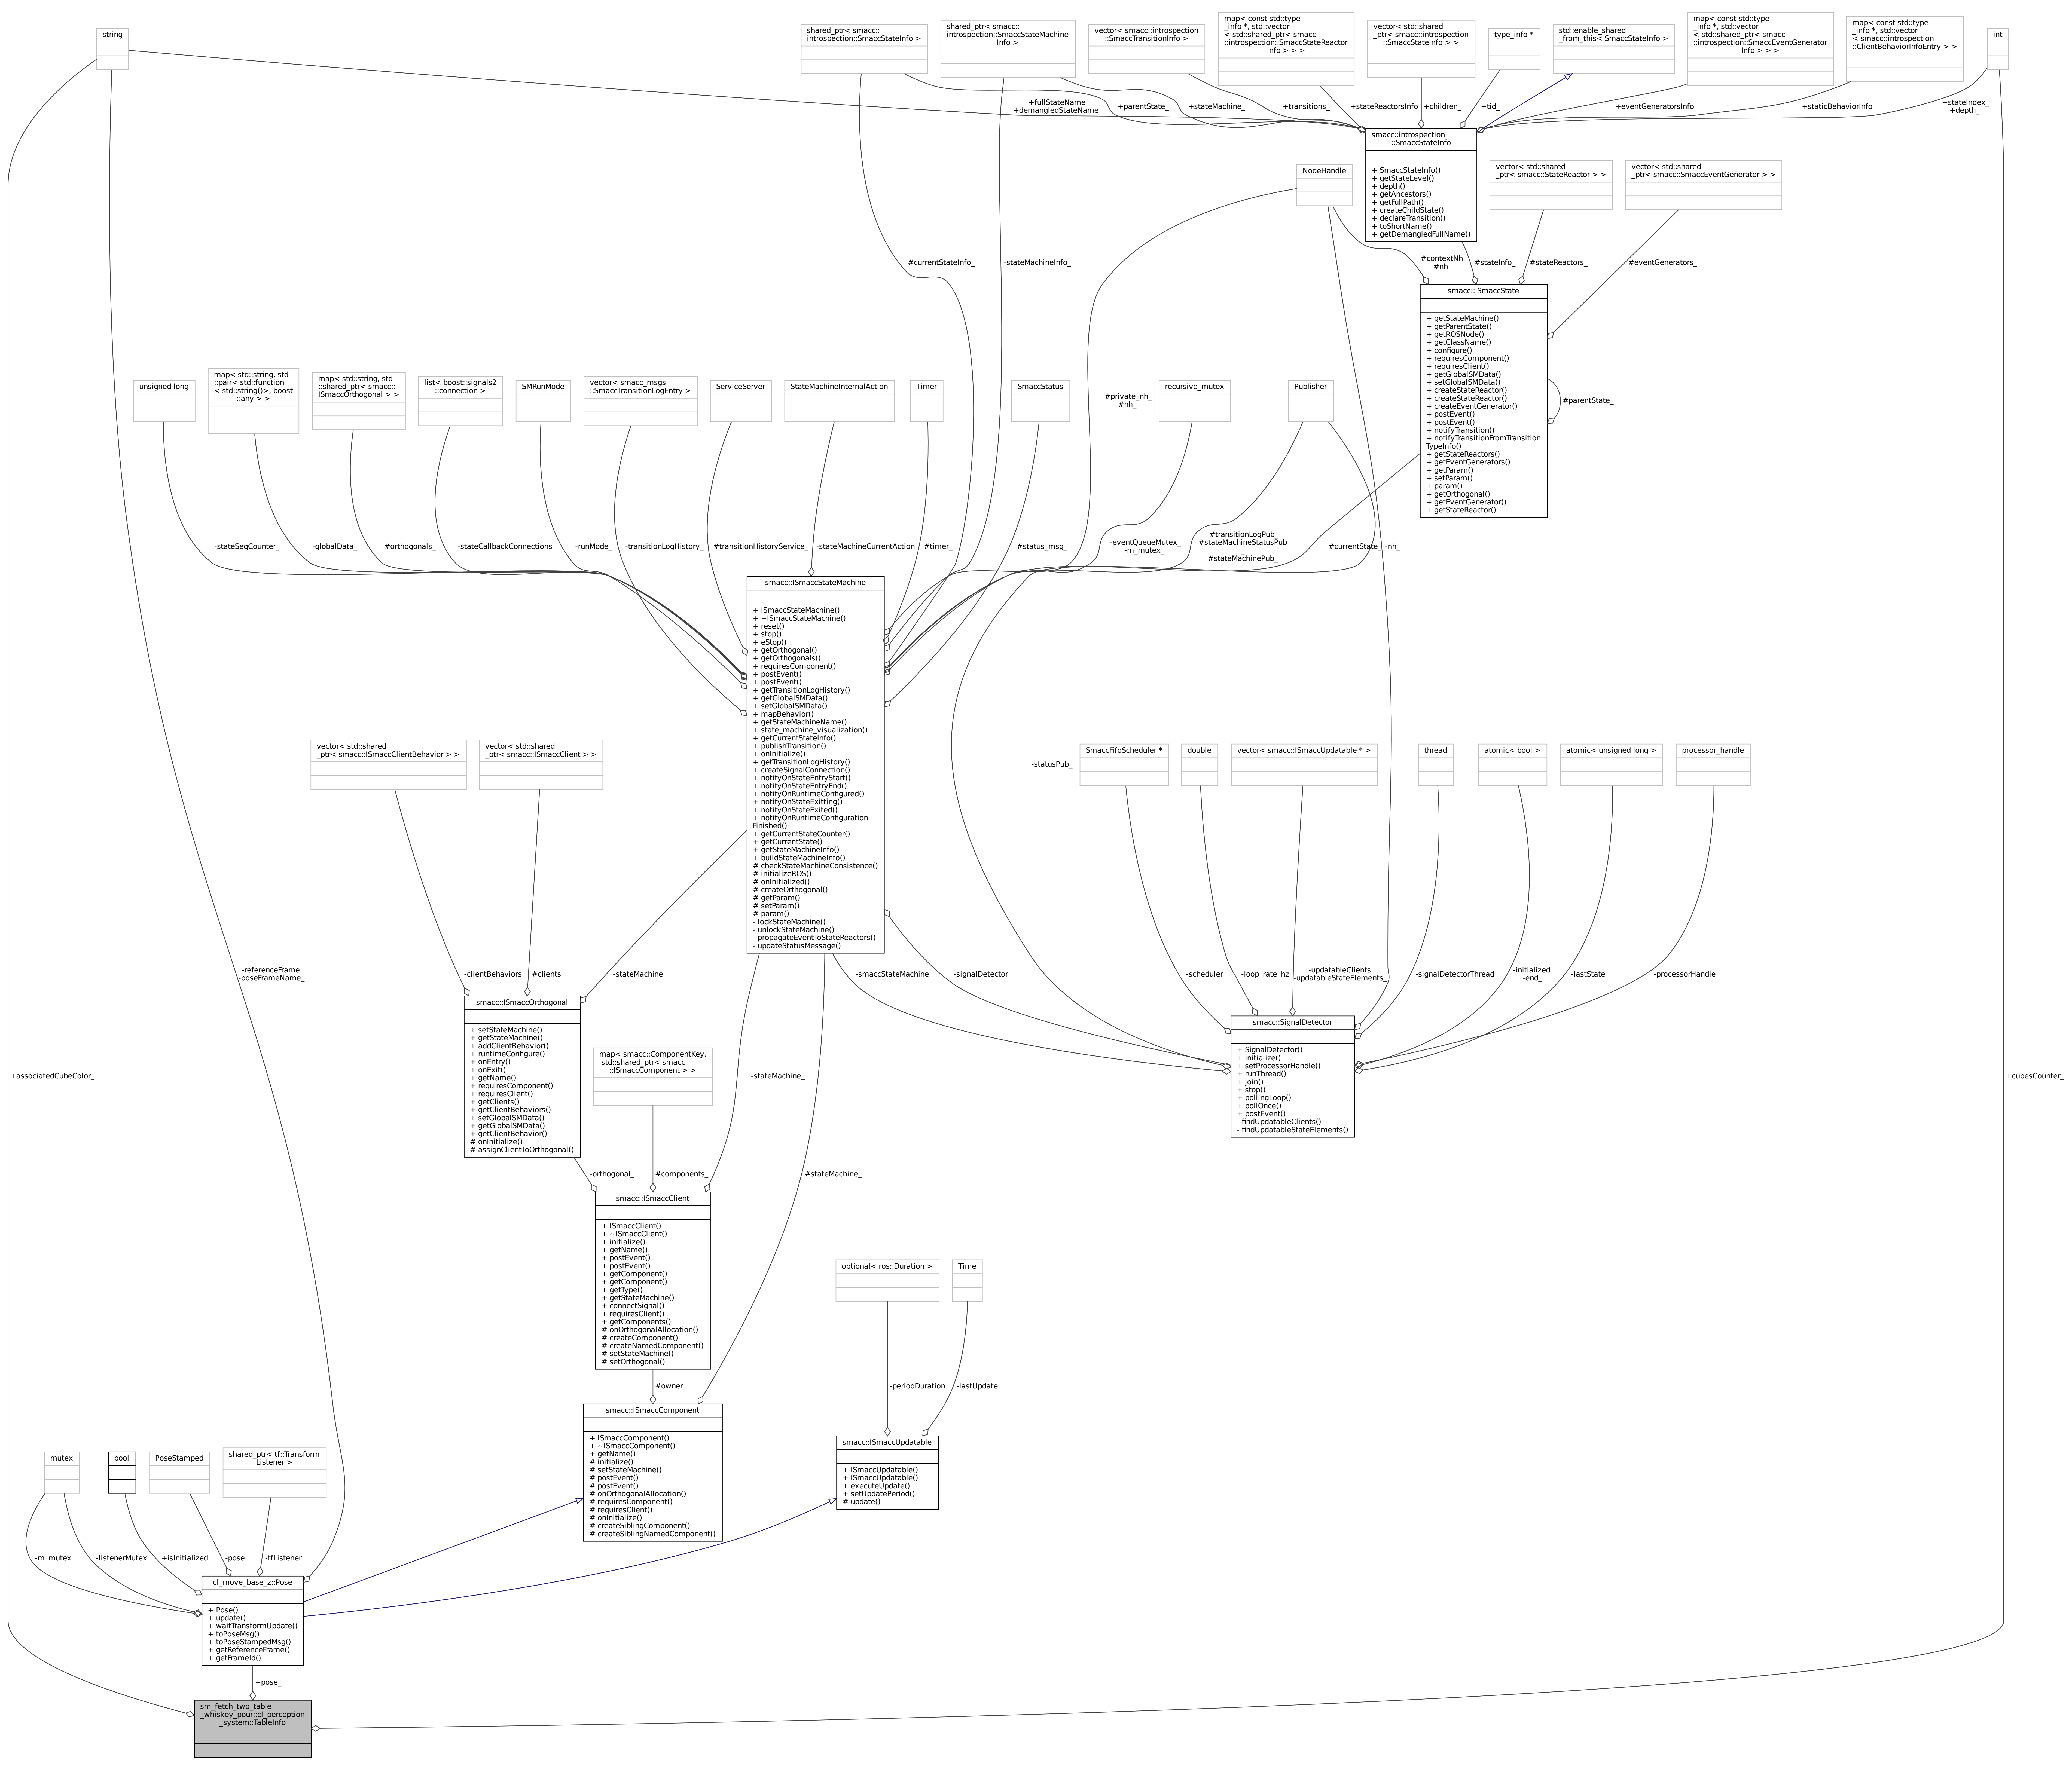 string
shared_ptr< smacc::
introspection::SmaccStateInfo >
shared_ptr< smacc::
introspection::SmaccStateMachine
Info >
vector< smacc::introspection
::SmaccTransitionInfo >
map< const std::type
_info *, std::vector
< std::shared_ptr< smacc
::introspection::SmaccStateReactor
Info > > >
vector< std::shared
_ptr< smacc::introspection
::SmaccStateInfo > >
type_info *
std::enable_shared
_from_this< SmaccStateInfo >
map< const std::type
_info *, std::vector
< std::shared_ptr< smacc
::introspection::SmaccEventGenerator
Info > > >
map< const std::type
_info *, std::vector
< smacc::introspection
::ClientBehaviorInfoEntry > >
int
+fullStateName
+demangledStateName
+parentState_
+stateMachine_
+transitions_
+stateReactorsInfo
+children_
+tid_
+eventGeneratorsInfo
+staticBehaviorInfo
+stateIndex_
+depth_
smacc::introspection
::SmaccStateInfo
+ SmaccStateInfo()
+ getStateLevel()
+ depth()
+ getAncestors()
+ getFullPath()
+ createChildState()
+ declareTransition()
+ toShortName()
+ getDemangledFullName()
NodeHandle
vector< std::shared
_ptr< smacc::StateReactor > >
vector< std::shared
_ptr< smacc::SmaccEventGenerator > >
#currentStateInfo_
-stateMachineInfo_
#contextNh
#nh
#stateInfo_
#stateReactors_
#eventGenerators_
smacc::ISmaccState
+ getStateMachine()
+ getParentState()
+ getROSNode()
+ getClassName()
+ configure()
+ requiresComponent()
+ requiresClient()
+ getGlobalSMData()
+ setGlobalSMData()
+ createStateReactor()
+ createStateReactor()
+ createEventGenerator()
+ postEvent()
+ postEvent()
+ notifyTransition()
+ notifyTransitionFromTransition
TypeInfo()
+ getStateReactors()
+ getEventGenerators()
+ getParam()
+ setParam()
+ param()
+ getOrthogonal()
+ getEventGenerator()
+ getStateReactor()
#parentState_
unsigned long
map< std::string, std
::pair< std::function
< std::string()>, boost
::any > >
map< std::string, std
::shared_ptr< smacc::
ISmaccOrthogonal > >
list< boost::signals2
::connection >
SMRunMode
vector< smacc_msgs
::SmaccTransitionLogEntry >
ServiceServer
StateMachineInternalAction
Timer
SmaccStatus
#private_nh_
#nh_
recursive_mutex
Publisher
-stateSeqCounter_
-globalData_
#orthogonals_
-stateCallbackConnections
-runMode_
-transitionLogHistory_
#transitionHistoryService_
-stateMachineCurrentAction
#timer_
#status_msg_
-eventQueueMutex_
-m_mutex_
#transitionLogPub_
#stateMachineStatusPub
_
#stateMachinePub_
#currentState_
-nh_
smacc::ISmaccStateMachine
+ ISmaccStateMachine()
+ ~ISmaccStateMachine()
+ reset()
+ stop()
+ eStop()
+ getOrthogonal()
+ getOrthogonals()
+ requiresComponent()
+ postEvent()
+ postEvent()
+ getTransitionLogHistory()
+ getGlobalSMData()
+ setGlobalSMData()
+ mapBehavior()
+ getStateMachineName()
+ state_machine_visualization()
+ getCurrentStateInfo()
+ publishTransition()
+ onInitialize()
+ getTransitionLogHistory()
+ createSignalConnection()
+ notifyOnStateEntryStart()
+ notifyOnStateEntryEnd()
+ notifyOnRuntimeConfigured()
+ notifyOnStateExitting()
+ notifyOnStateExited()
+ notifyOnRuntimeConfiguration
Finished()
+ getCurrentStateCounter()
+ getCurrentState()
+ getStateMachineInfo()
+ buildStateMachineInfo()
# checkStateMachineConsistence()
# initializeROS()
# onInitialized()
# createOrthogonal()
# getParam()
# setParam()
# param()
- lockStateMachine()
- unlockStateMachine()
- propagateEventToStateReactors()
- updateStatusMessage()
vector< std::shared
_ptr< smacc::ISmaccClientBehavior > >
vector< std::shared
_ptr< smacc::ISmaccClient > >
-statusPub_
SmaccFifoScheduler *
double
vector< smacc::ISmaccUpdatable * >
thread
atomic< bool >
atomic< unsigned long >
processor_handle
-referenceFrame_
-poseFrameName_
-clientBehaviors_
#clients_
-stateMachine_
-smaccStateMachine_
-signalDetector_
-scheduler_
-loop_rate_hz
-updatableClients_
-updatableStateElements_
-signalDetectorThread_
-initialized_
-end_
-lastState_
-processorHandle_
smacc::ISmaccOrthogonal
+ setStateMachine()
+ getStateMachine()
+ addClientBehavior()
+ runtimeConfigure()
+ onEntry()
+ onExit()
+ getName()
+ requiresComponent()
+ requiresClient()
+ getClients()
+ getClientBehaviors()
+ setGlobalSMData()
+ getGlobalSMData()
+ getClientBehavior()
# onInitialize()
# assignClientToOrthogonal()
smacc::SignalDetector
+ SignalDetector()
+ initialize()
+ setProcessorHandle()
+ runThread()
+ join()
+ stop()
+ pollingLoop()
+ pollOnce()
+ postEvent()
- findUpdatableClients()
- findUpdatableStateElements()
map< smacc::ComponentKey,
std::shared_ptr< smacc
::ISmaccComponent > >
+associatedCubeColor_
-stateMachine_
+cubesCounter_
-orthogonal_
#components_
#stateMachine_
smacc::ISmaccClient
+ ISmaccClient()
+ ~ISmaccClient()
+ initialize()
+ getName()
+ postEvent()
+ postEvent()
+ getComponent()
+ getComponent()
+ getType()
+ getStateMachine()
+ connectSignal()
+ requiresClient()
+ getComponents()
# onOrthogonalAllocation()
# createComponent()
# createNamedComponent()
# setStateMachine()
# setOrthogonal()
optional< ros::Duration >
Time
#owner_
-periodDuration_
-lastUpdate_
smacc::ISmaccComponent
+ ISmaccComponent()
+ ~ISmaccComponent()
+ getName()
# initialize()
# setStateMachine()
# postEvent()
# postEvent()
# onOrthogonalAllocation()
# requiresComponent()
# requiresClient()
# onInitialize()
# createSiblingComponent()
# createSiblingNamedComponent()
smacc::ISmaccUpdatable
+ ISmaccUpdatable()
+ ISmaccUpdatable()
+ executeUpdate()
+ setUpdatePeriod()
# update()
mutex
bool
PoseStamped
shared_ptr< tf::Transform
Listener >
-m_mutex_
-listenerMutex_
+isInitialized
-pose_
-tfListener_
cl_move_base_z::Pose
+ Pose()
+ update()
+ waitTransformUpdate()
+ toPoseMsg()
+ toPoseStampedMsg()
+ getReferenceFrame()
+ getFrameId()
+pose_
sm_fetch_two_table
_whiskey_pour::cl_perception
_system::TableInfo